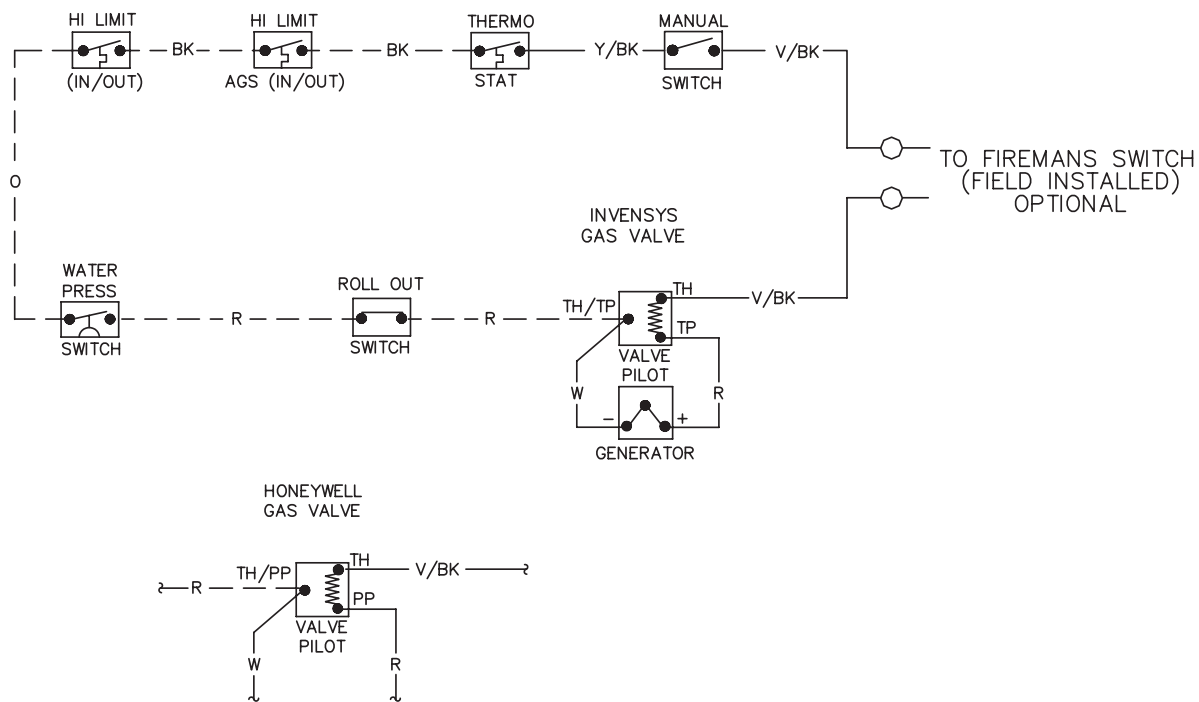 HI LIMIT
HI LIMIT
THERMO
MANUAL
BK
BK
Y/BK
V/BK
(IN/OUT)
AGS (IN/OUT)
STAT
SWITCH
TO FIREMANS SWITCH
(FIELD INSTALLED)
OPTIONAL
O
INVENSYS
GAS VALVE
WATER
PRESS
ROLL OUT
TH/TP
TH
V/BK
R
R
TP
SWITCH
SWITCH
VALVE
PILOT
W
R
-
+
GENERATOR
HONEYWELL
GAS VALVE
TH/PP
TH
V/BK
R
PP
VALVE
PILOT
W
R